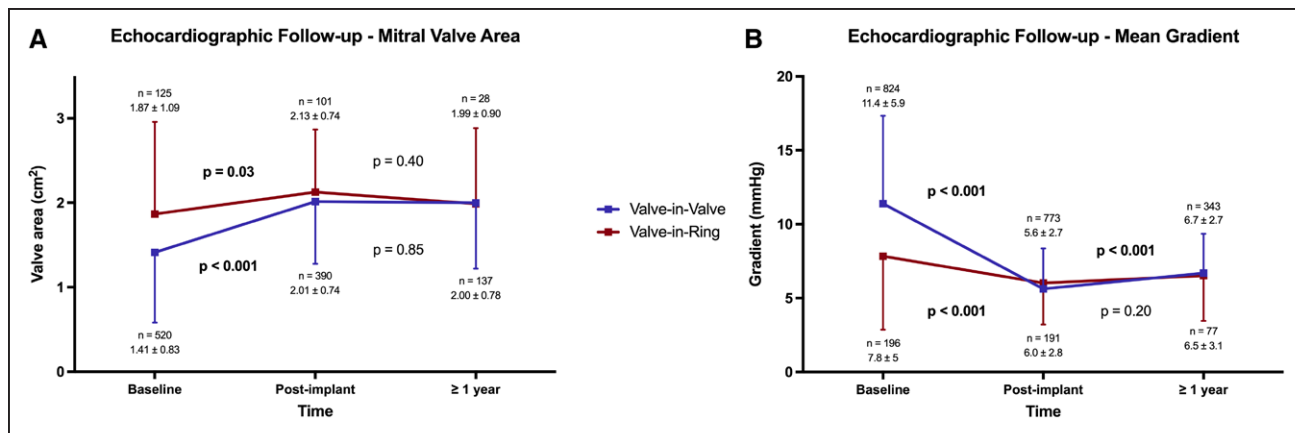 A
Echocardiographic Follow-up - Mitral Valve Area
Valve area (cm²)
3
2
1
0
n = 125
1.87 ± 1.09
n = 101
2.13 ± 0.74
n = 28
1.99 ± 0.90
p = 0.03
p = 0.40
p < 0.001
p = 0.85
n = 520
1.41 ± 0.83
n = 390
2.01 ± 0.74
n = 137
2.00 ± 0.78
Baseline
Post-implant
≥ 1 year
Time
Valve-in-Valve
Valve-in-Ring
B
Echocardiographic Follow-up - Mean Gradient
Gradient (mmHg)
20
15
10
5
0
n = 824
11.4 ± 5.9
n = 773
5.6 ± 2.7
n = 343
6.7 ± 2.7
p < 0.001
p < 0.001
p < 0.001
p = 0.20
n = 196
7.8 ± 5
n = 191
6.0 ± 2.8
n = 77
6.5 ± 3.1
Baseline
Post-implant
≥ 1 year
Time